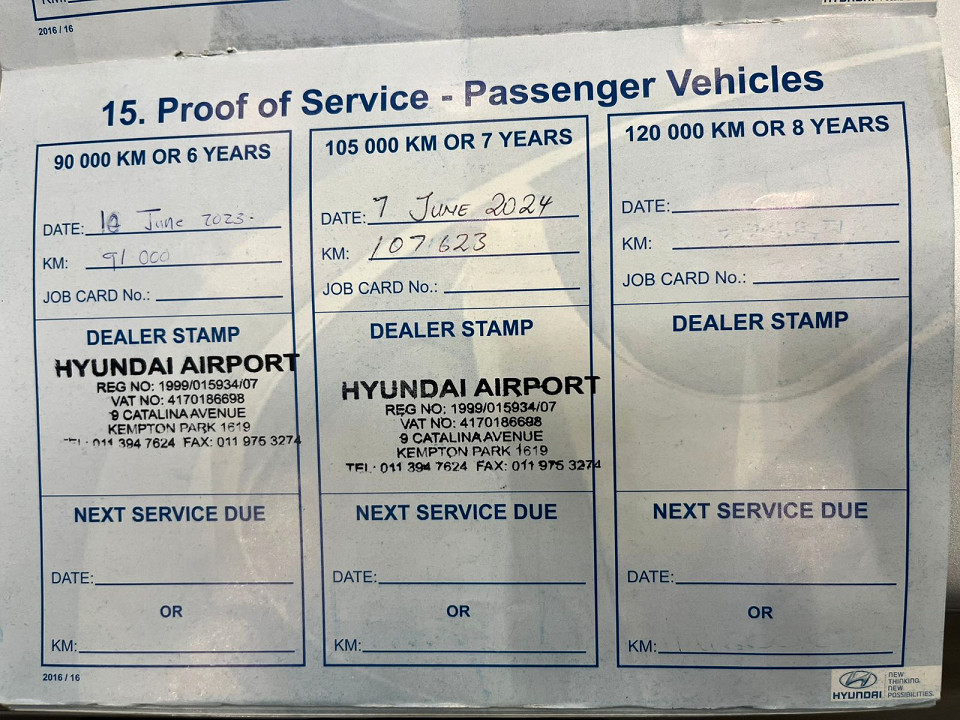 2016 / 16
15. Proof of Service - Passenger Vehicles
90 000 KM OR 6 YEARS
DATE: June 2023.
KM: 91 000
JOB CARD No.:
DEALER STAMP
HYUNDAI AIRPORT
REG NO: 1999/015934/07
VAT NO: 4170186698
9 CATALINA AVENUE
KEMPTON PARK 1619
TEL: 011 394 7624 FAX: 011 975 3274
NEXT SERVICE DUE
DATE:
OR
KM:
105 000 KM OR 7 YEARS
DATE: 7 JUNE 2024
KM: 107 623
JOB CARD No.:
DEALER STAMP
HYUNDAI AIRPORT
REG NO: 1999/015934/07
VAT NO: 4170186698
9 CATALINA AVENUE
KEMPTON PARK 1619
TEL: 011 394 7624 FAX: 011 975 3274
NEXT SERVICE DUE
DATE:
OR
KM:
120 000 KM OR 8 YEARS
DATE:
KM:
JOB CARD No.:
DEALER STAMP
NEXT SERVICE DUE
DATE:
OR
KM:
2016 / 16
HYUNDAI
NEW
THINKING.
NEW
POSSIBILITIES.